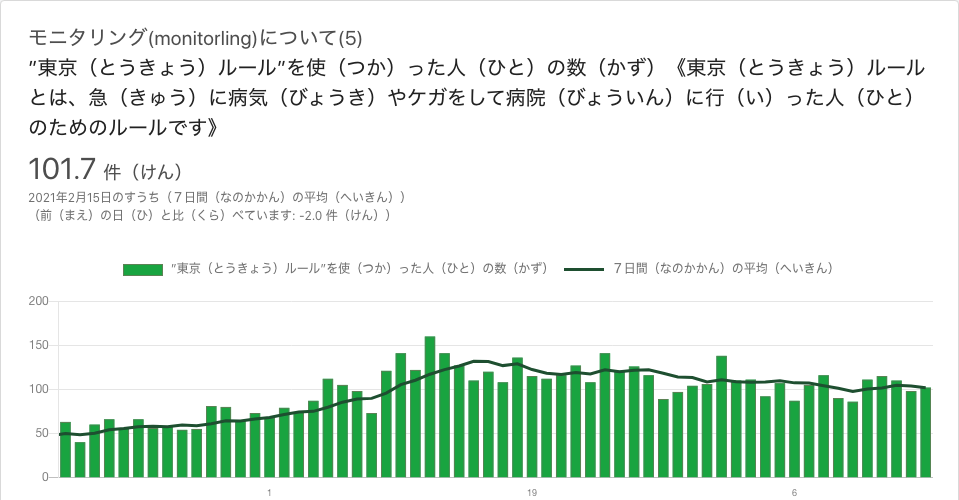 モニタリング(monitorling)について(5)
”東京（とうきょう）ルール”を使（つか）った人（ひと）の数（かず）《東京（とうきょう）ルール
とは、急（きゅう）に病気（びょうき）やケガをして病院（びょういん）に行（い）った人（ひと）
のためのルールです》
101.7 件（けん）
2021年2月15日のすうち（７日間（なのかかん）の平均（へいきん））
（前（まえ）の日（ひ）と比（くら）べています: -2.0 件（けん））
”東京（とうきょう）ルール”を使（つか）った人（ひと）の数（かず） ７日間（なのかかん）の平均（へいきん）
200
150
100
50
0
1 19 6